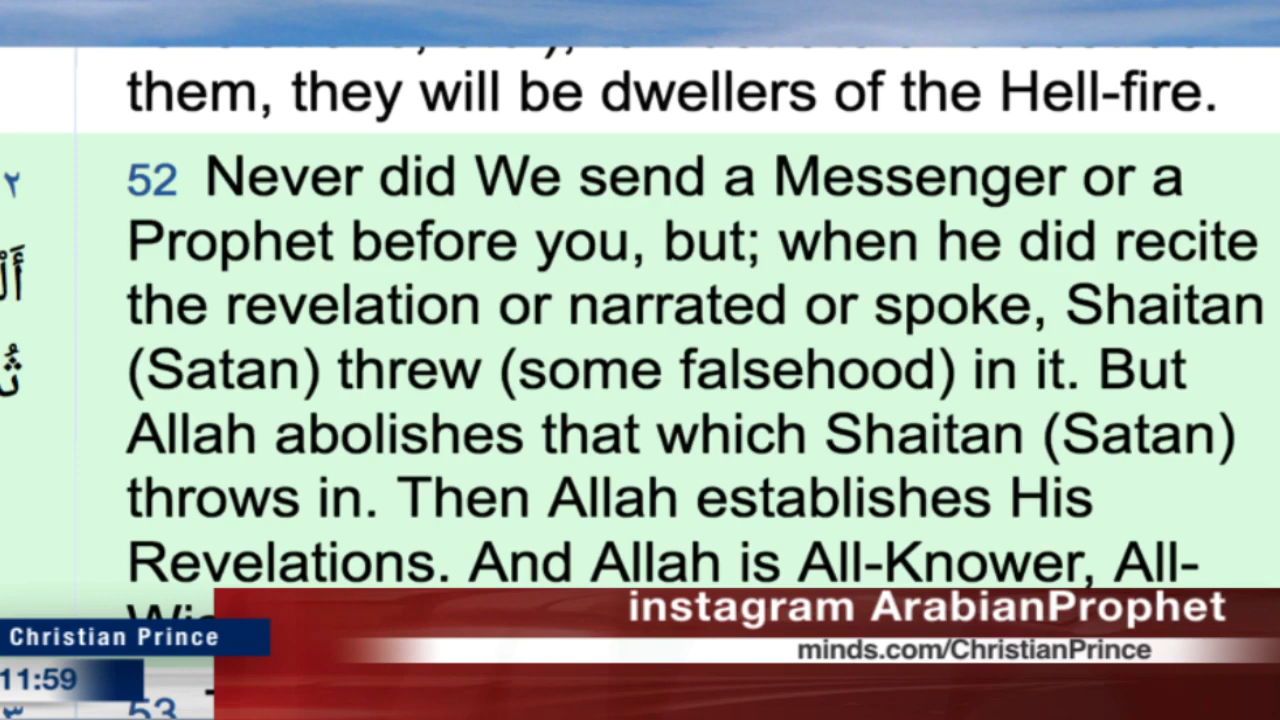 them, they will be dwellers of the Hell-fire.
52 Never did We send a Messenger or a
Prophet before you, but; when he did recite
the revelation or narrated or spoke, Shaitan
(Satan) threw (some falsehood) in it. But
Allah abolishes that which Shaitan (Satan)
throws in. Then Allah establishes His
Revelations. And Allah is All-Knower, All-
٢
instagram ArabianProphet
Christian Prince
minds.com/ChristianPrince
11:59
53
٣